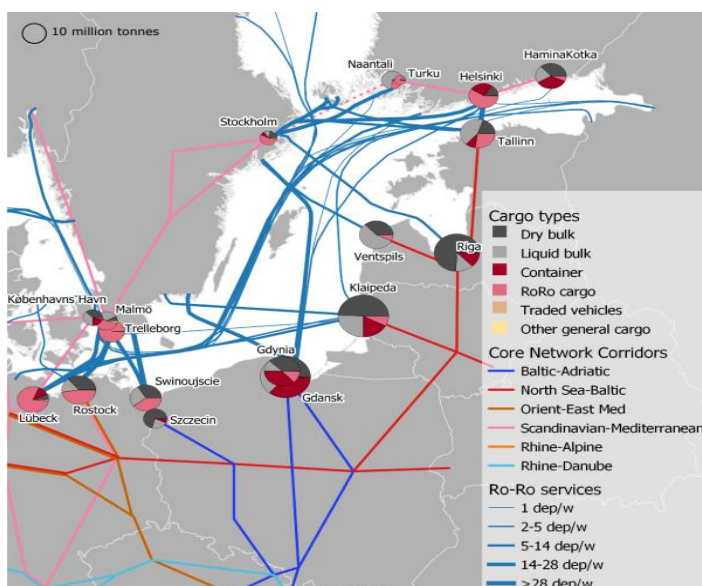 10 million tonnes
HaminaKotka
Naantali
Turku
Helsinki
Stockholm
Tallinn
Cargo types
Dry bulk
Liquid bulk
Container
RoRo cargo
Traded vehicles
Other general cargo
Ventspils
Riga
Klaipeda
Københavns Havn
Malmö
Trelleborg
Gdynia
Gdansk
Swinoujscie
Szczecin
Rostock
Lübeck
Core Network Corridors
Baltic-Adriatic
North Sea-Baltic
Orient-East Med
Scandinavian-Mediterranean
Rhine-Alpine
Rhine-Danube
Ro-Ro services
1 dep/w
2-5 dep/w
5-14 dep/w
14-28 dep/w
>28 dep/w